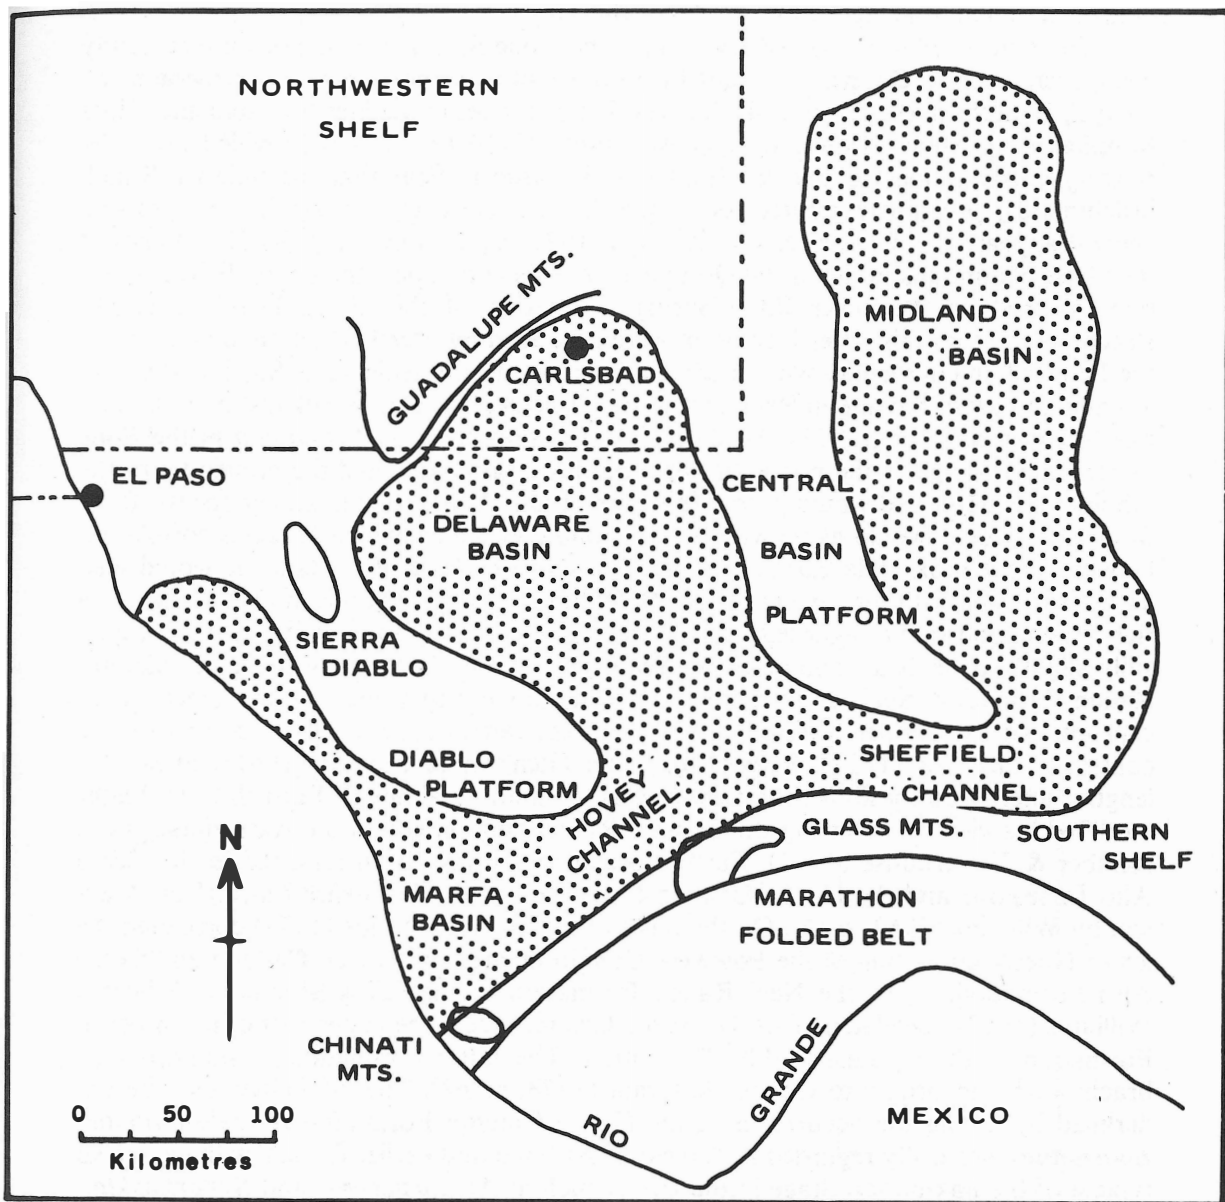 NORTHWESTERN
SHELF
GUADALUPE MTS.
CARLSBAD
MIDLAND
BASIN
EL PASO
DELAWARE
BASIN
CENTRAL
BASIN
PLATFORM
SIERRA
DIABLO
DIABLO
PLATFORM
HOVEY
CHANNEL
SHEFFIELD
CHANNEL
GLASS MTS.
SOUTHERN
SHELF
N
MARFA
BASIN
MARATHON
FOLDED BELT
CHINATI
MTS.
RIO
GRANDE
MEXICO
0 50 100
Kilometres